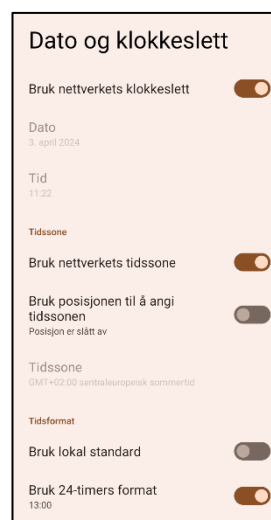 Dato og klokkeslett
Bruk nettverkets klokkeslett
Dato
3. april 2024
Tid
11:22
Tidssone
Bruk nettverkets tidssone
Bruk posisjonen til å angi
tidssonen
Posisjon er slått av
Tidssone
GMT+02:00 sentraleuropeisk sommertid
Tidsformat
Bruk lokal standard
Bruk 24-timers format
13:00